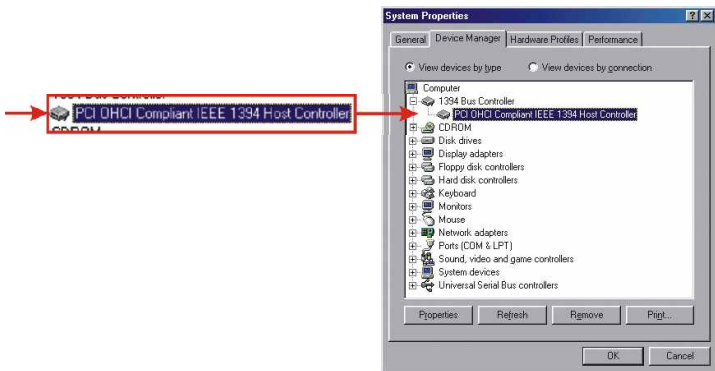 System Properties
General Device Manager Hardware Profiles Performance
View devices by type View devices by connection
Computer
1394 Bus Controller
PCI OHCI Compliant IEEE 1394 Host Controller
CDROM
Disk drives
Display adapters
Floppy disk controllers
Hard disk controllers
Keyboard
Monitors
Mouse
Network adapters
Ports (COM & LPT)
Sound, video and game controllers
System devices
Universal Serial Bus controllers
Properties Refresh Remove Print...
OK Cancel
PCI OHCI Compliant IEEE 1394 Host Controller